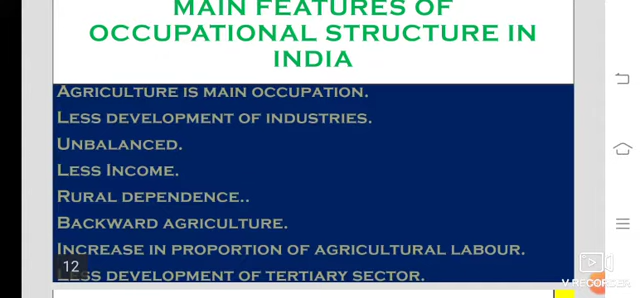 MAIN FEATURES OF
OCCUPATIONAL STRUCTURE IN
INDIA
AGRICULTURE IS MAIN OCCUPATION.
LESS DEVELOPMENT OF INDUSTRIES.
UNBALANCED.
LESS INCOME.
RURAL DEPENDENCE..
BACKWARD AGRICULTURE.
INCREASE IN PROPORTION OF AGRICULTURAL LABOUR.
12
LESS DEVELOPMENT OF TERTIARY SECTOR.
V-RECORDER